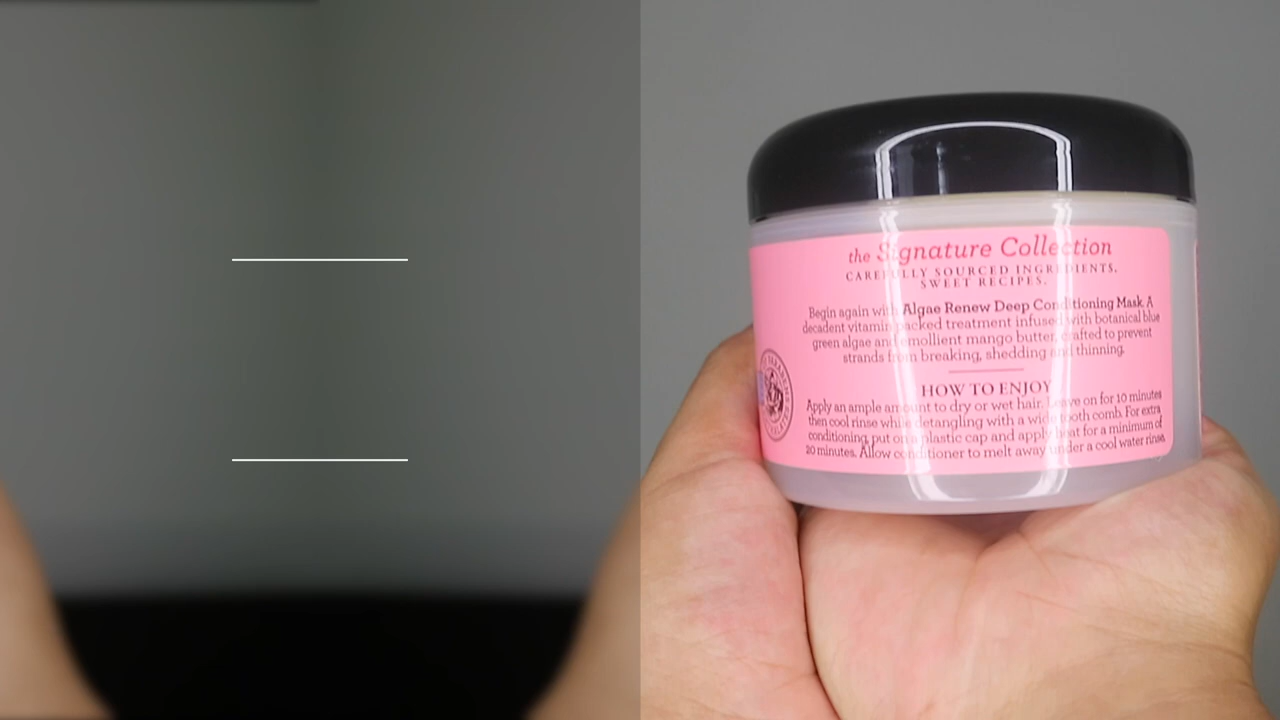 the Signature Collection
CAREFULLY SOURCED INGREDIENTS.
SWEET RECIPES.
Begin again with Algae Renew Deep Conditioning Mask. A
decadent vitamin packed treatment infused with botanical blue
green algae and emollient mango butter, crafted to prevent
strands from breaking, shedding and thinning.
HOW TO ENJOY
Apply an ample amount to dry or wet hair. Leave on for 10 minutes
then cool rinse while detangling with a wide tooth comb. For extra
conditioning, put on a plastic cap and apply heat for a minimum of
20 minutes. Allow conditioner to melt away under a cool water rinse.